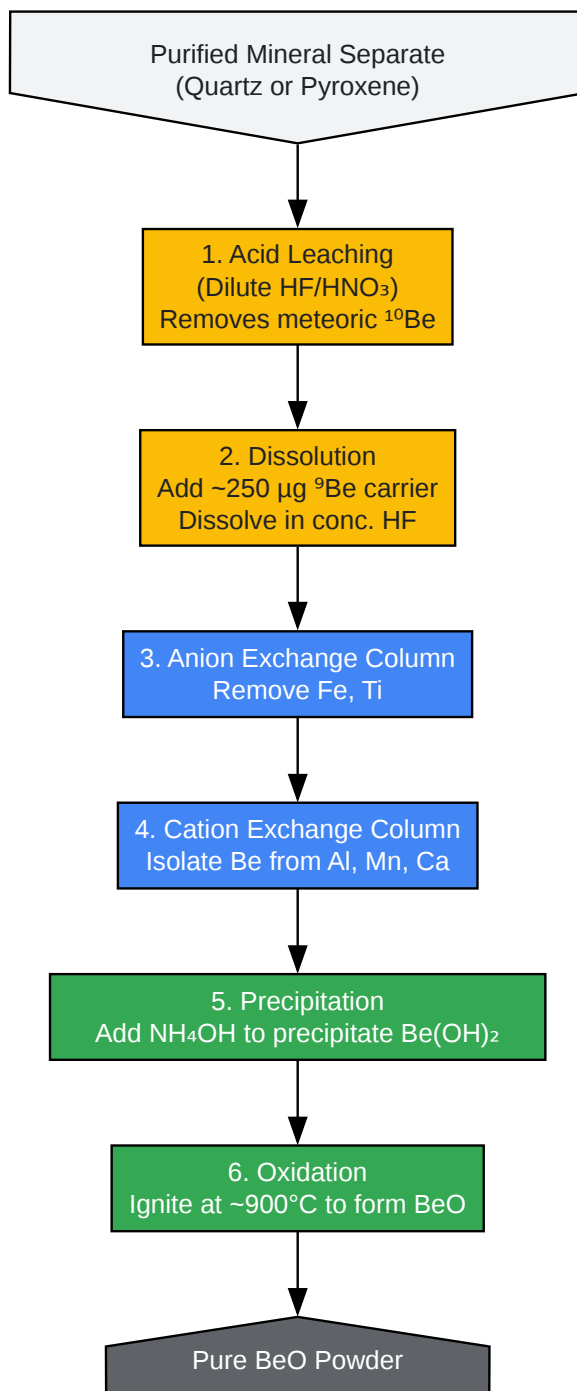 Purified Mineral Separate
(Quartz or Pyroxene)
1. Acid Leaching
(Dilute HF/HNO₃)
Removes meteoric ¹⁰Be
2. Dissolution
Add ~250 µg ⁹Be carrier
Dissolve in conc. HF
3. Anion Exchange Column
Remove Fe, Ti
4. Cation Exchange Column
Isolate Be from Al, Mn, Ca
5. Precipitation
Add NH₄OH to precipitate Be(OH)₂
6. Oxidation
Ignite at ~900°C to form BeO
Pure BeO Powder